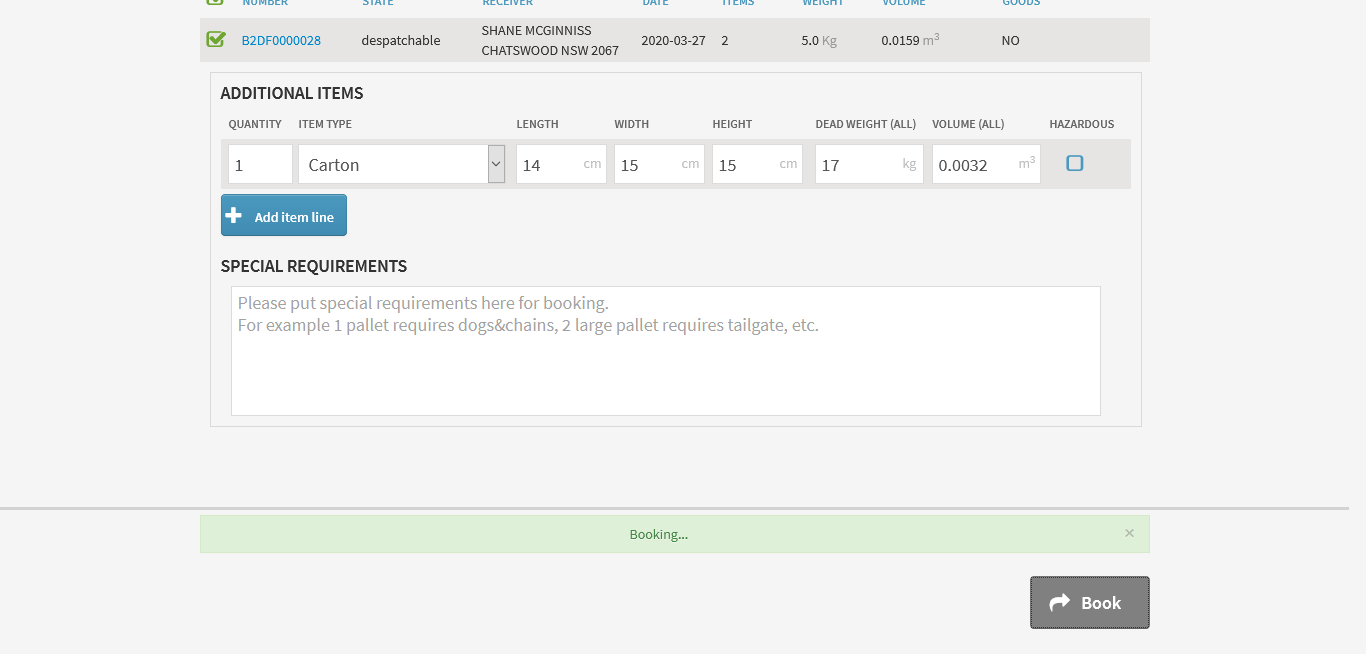 NUMBER STATE RECEIVER DATE ITEMS WEIGHT VOLUME GOODS
SHANE MCGINNISS
B2DF0000028 despatchable 2020-03-27 2 5.0 Kg 0.0159 m3 NO
CHATSWOOD NSW 2067
ADDITIONAL ITEMS
QUANTITY ITEM TYPE LENGTH WIDTH HEIGHT DEAD WEIGHT (ALL) VOLUME (ALL) HAZARDOUS
1 Carton 14 cm 15 cm 15 cm 17 kg 0.0032 m3
Add item line
SPECIAL REQUIREMENTS
Please put special requirements here for booking.
For example 1 pallet requires dogs&chains, 2 large pallet requires tailgate, etc.
Booking... ×
Book